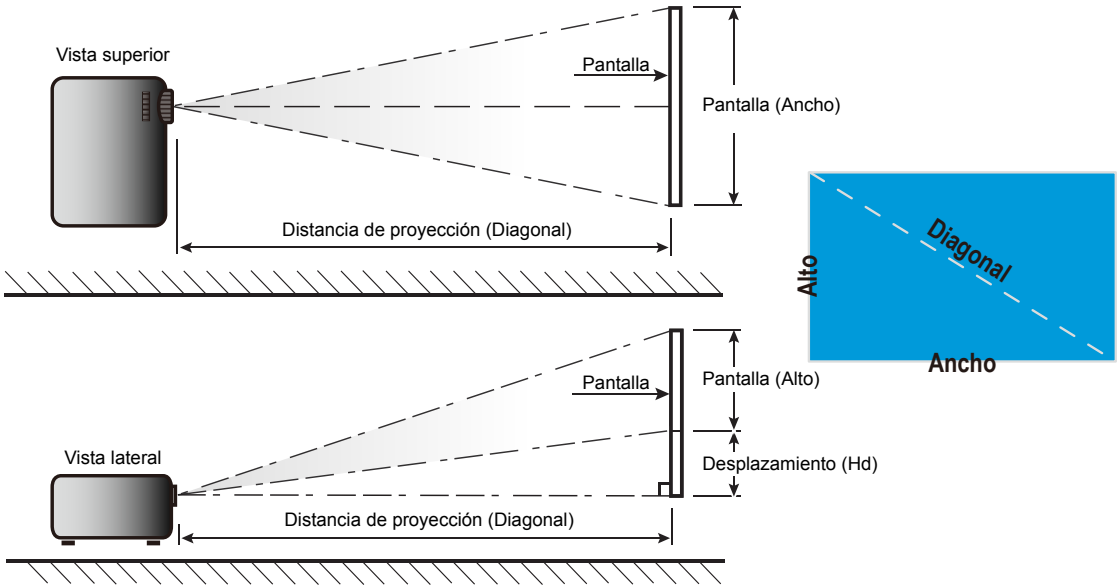 Vista superior
Pantalla
Pantalla (Ancho)
Distancia de proyección (Diagonal)
Alto
Diagonal
Ancho
Vista lateral
Pantalla
Pantalla (Alto)
Desplazamiento (Hd)
Distancia de proyección (Diagonal)